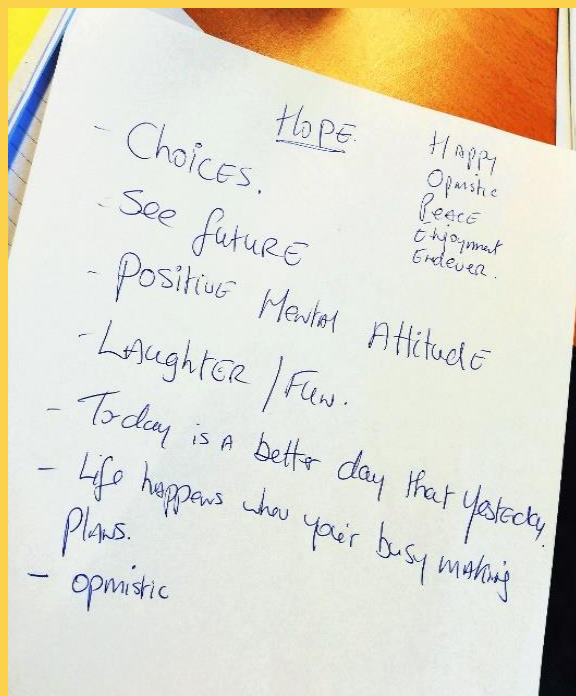 HOPE.
- Choices.
- See future
- Positive Mental Attitude
- Laughter / Fun.
- Today is a better day that yesterday.
- Life happens when your busy making
Plans.
- opmistic
Happy
Opmistic
Peace
Enjoyment
Endever.